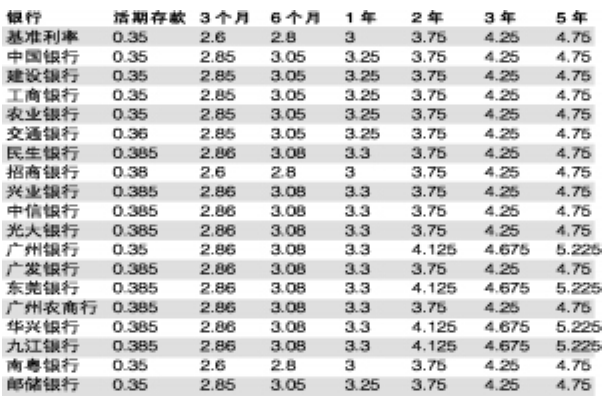 银行 活期存款 3个月 6个月 1年 2年 3年 5年
基准利率 0.35 2.6 2.8 3 3.75 4.25 4.75
中国银行 0.35 2.85 3.05 3.25 3.75 4.25 4.75
建设银行 0.35 2.85 3.05 3.25 3.75 4.25 4.75
工商银行 0.35 2.85 3.05 3.25 3.75 4.25 4.75
农业银行 0.35 2.85 3.05 3.25 3.75 4.25 4.75
交通银行 0.36 2.85 3.05 3.25 3.75 4.25 4.75
民生银行 0.385 2.86 3.08 3.3 3.75 4.25 4.75
招商银行 0.38 2.6 2.8 3 3.75 4.25 4.75
兴业银行 0.385 2.86 3.08 3.3 3.75 4.25 4.75
中信银行 0.385 2.86 3.08 3.3 3.75 4.25 4.75
光大银行 0.385 2.86 3.08 3.3 3.75 4.25 4.75
广州银行 0.35 2.86 3.08 3.3 4.125 4.675 5.225
广发银行 0.385 2.86 3.08 3.3 3.75 4.25 4.75
东莞银行 0.385 2.86 3.08 3.3 4.125 4.675 5.225
广州农商行 0.385 2.86 3.08 3.3 3.75 4.25 4.75
华兴银行 0.385 2.86 3.08 3.3 4.125 4.675 5.225
九江银行 0.385 2.86 3.08 3.3 4.125 4.675 5.225
南粤银行 0.35 2.6 2.8 3 3.75 4.25 4.75
邮储银行 0.35 2.85 3.05 3.25 3.75 4.25 4.75